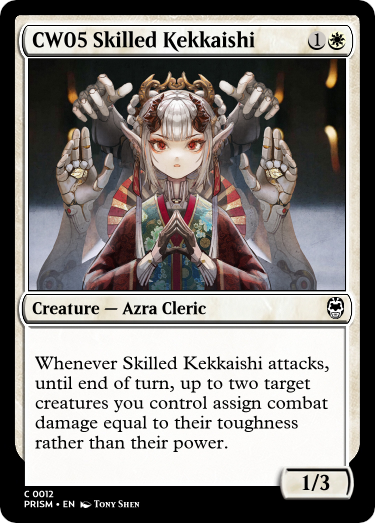 CW05 Skilled Kekkaishi 1
Creature — Azra Cleric
Whenever Skilled Kekkaishi attacks,
until end of turn, up to two target
creatures you control assign combat
damage equal to their toughness
rather than their power.
1/3
C 0012
PRISM • EN Tony Shen